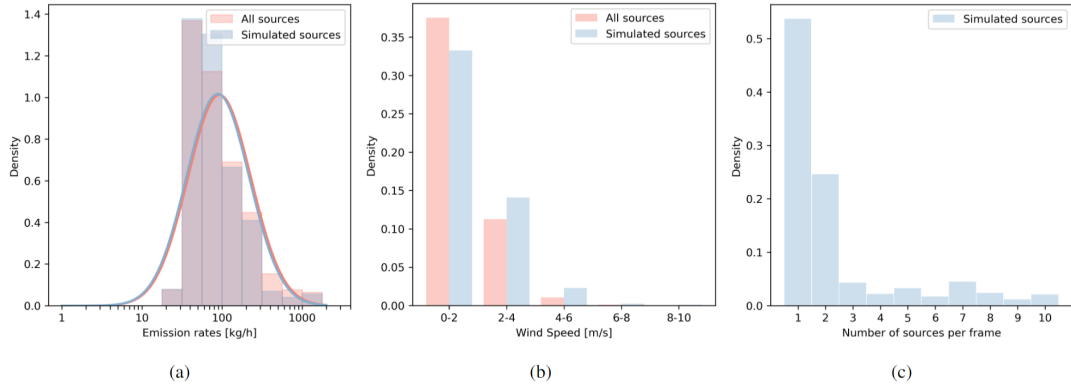 1.4
1.2
1.0
0.8
0.6
0.4
0.2
0.0
Density
All sources
Simulated sources
1
10
100
1000
Emission rates [kg/h]
(a)
0.35
0.30
0.25
0.20
0.15
0.10
0.05
0.00
Density
All sources
Simulated sources
0-2
2-4
4-6
6-8
8-10
Wind Speed [m/s]
(b)
0.5
0.4
0.3
0.2
0.1
0.0
Density
Simulated sources
1
2
3
4
5
6
7
8
9
10
Number of sources per frame
(c)